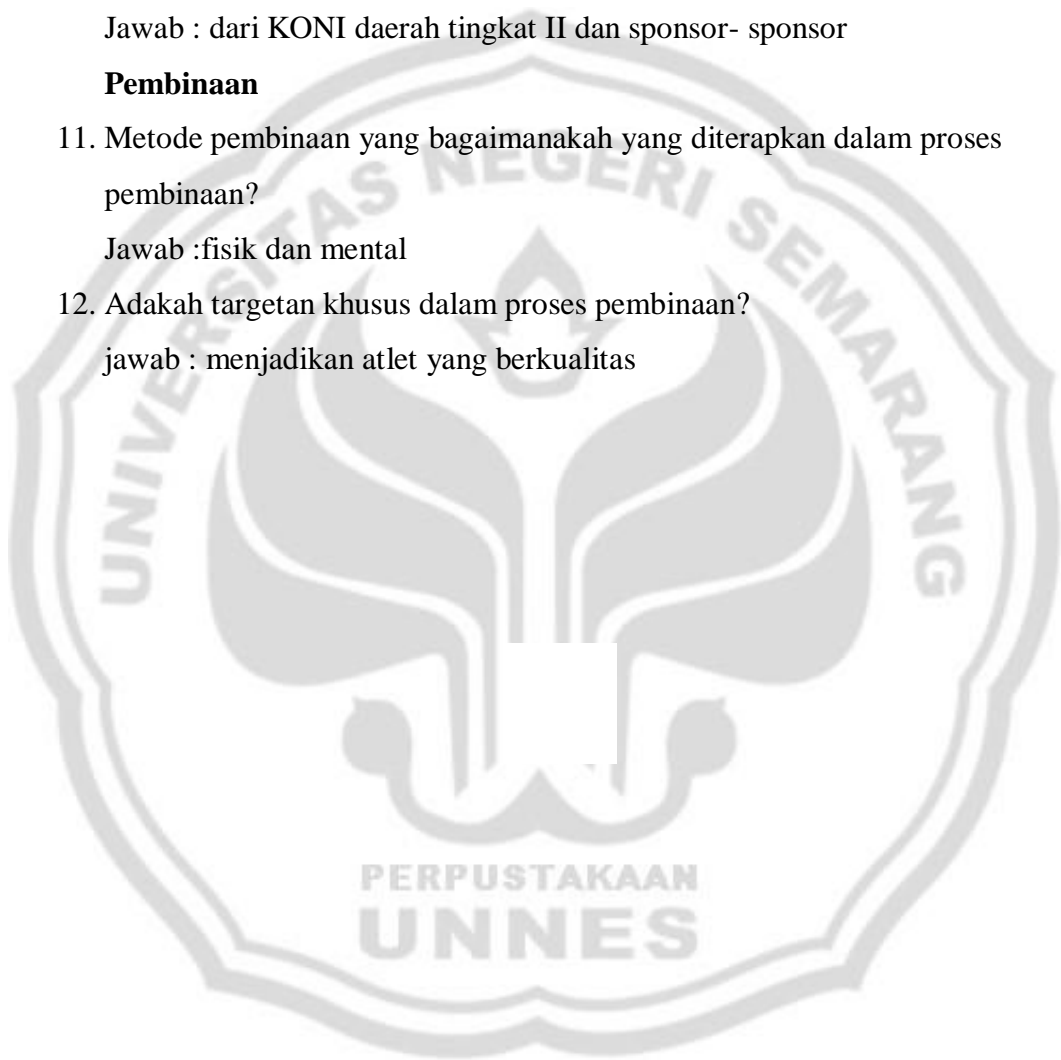 Jawab : dari KONI daerah tingkat II dan sponsor- sponsor
Pembinaan
11. Metode pembinaan yang bagaimanakah yang diterapkan dalam proses
pembinaan?
Jawab :fisik dan mental
12. Adakah targetan khusus dalam proses pembinaan?
jawab : menjadikan atlet yang berkualitas
UNIVERSITAS NEGERI SEMARANG
PERPUSTAKAAN
UNNES